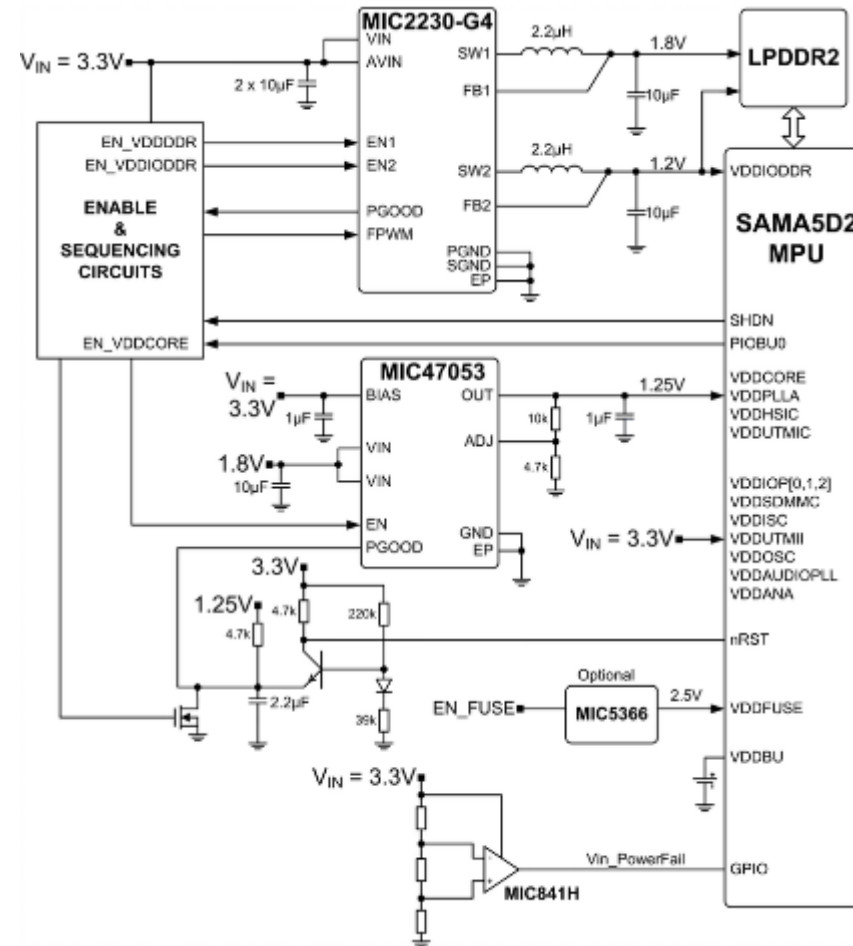 MIC2230-G4
VIN = 3.3V
VIN
AVIN
2 x 10µF
SW1
2.2µH
1.8V
LPDDR2
FB1
10µF
EN_VDDDDR
EN1
EN_VDDIODDR
EN2
SW2
2.2µH
1.2V
VDDIODDR
ENABLE
&
SEQUENCING
CIRCUITS
PGOOD
FPWM
FB2
10µF
SAMA5D2
MPU
PGND
SGND
EP
SHDN
EN_VDDCORE
PIOBU0
MIC47053
VIN =
3.3V
BIAS
1µF
OUT
1.25V
10k
1µF
VDDCORE
VDDPLLA
VDDHSIC
VDDUTMIC
ADJ
4.7k
VIN
1.8V
VIN
10µF
EN
PGOOD
GND
EP
VIN = 3.3V
VDDIOP[0,1,2]
VDDSDMMC
VDDISC
VDDUTMII
VDDOSC
VDDAUDIOPLL
VDDANA
3.3V
1.25V
4.7k
4.7k
220k
nRST
2.2µF
39k
Optional
EN_FUSE
MIC5366
2.5V
VDDFUSE
VDDBU
+
VIN = 3.3V
-
+
MIC841H
Vin_PowerFail
GPIO